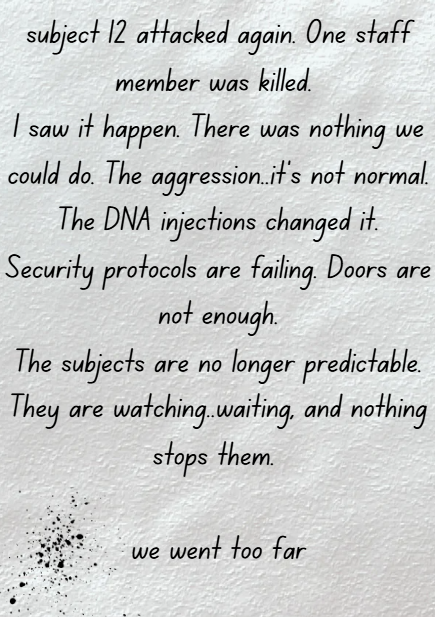 subject 12 attacked again. One staff
member was killed.
I saw it happen. There was nothing we
could do. The aggression..it's not normal.
The DNA injections changed it.
Security protocols are failing. Doors are
not enough.
The subjects are no longer predictable.
They are watching..waiting, and nothing
stops them.
we went too far